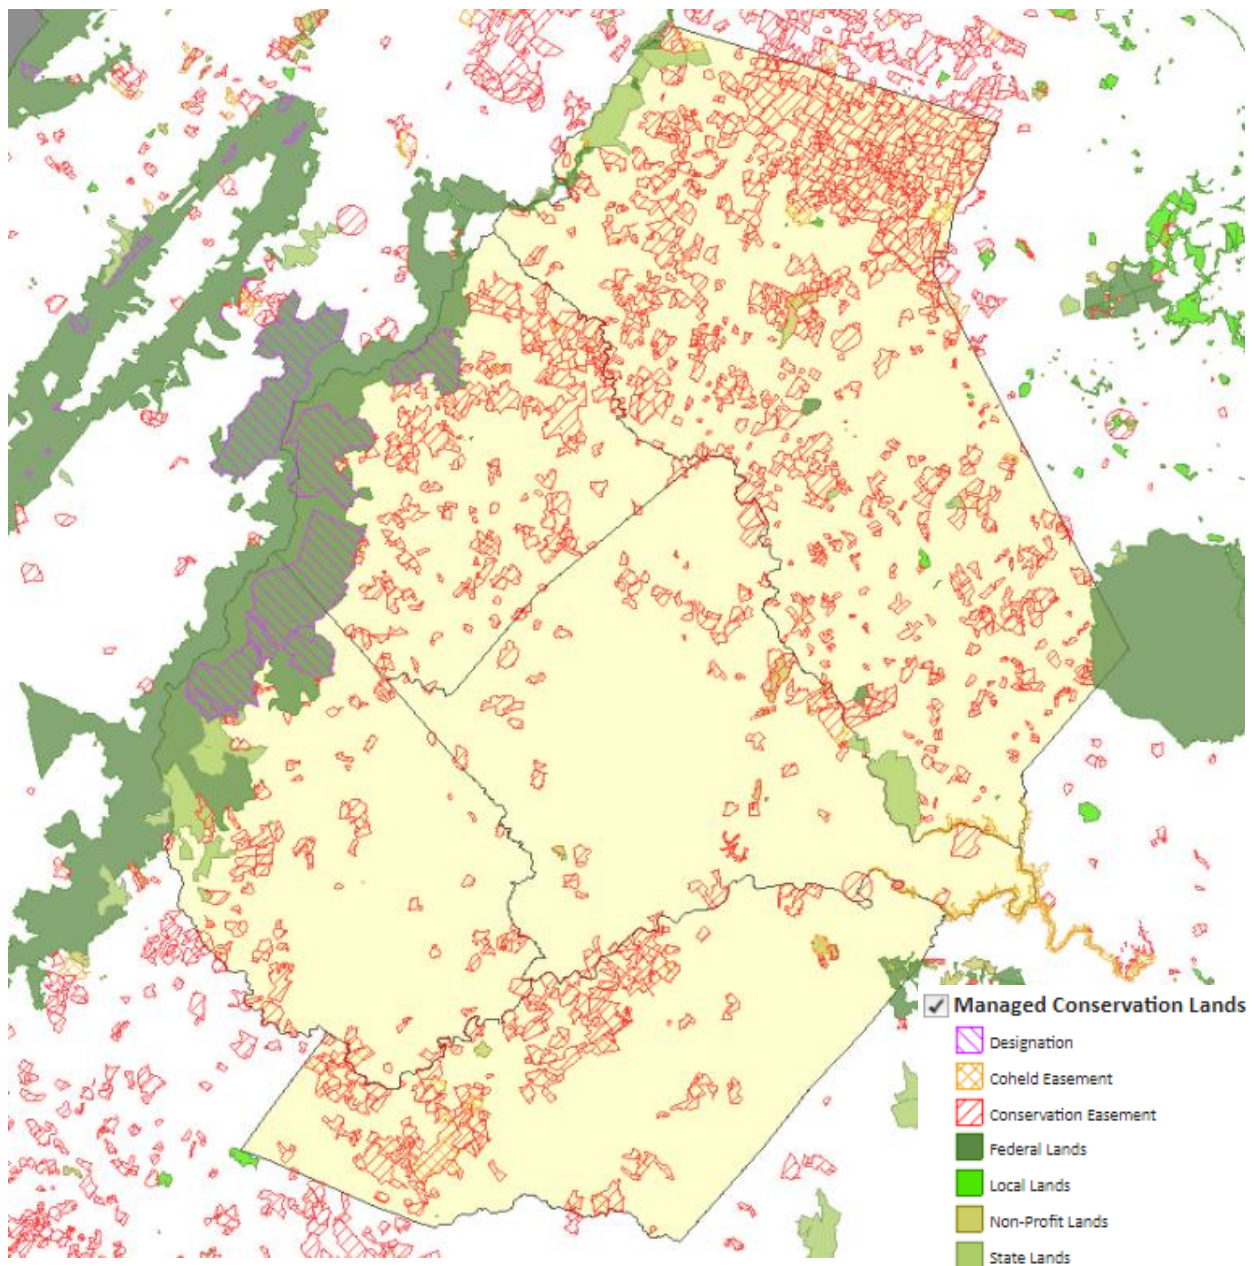 Managed Conservation Lands
Designation
Coheld Easement
Conservation Easement
Federal Lands
Local Lands
Non-Profit Lands
State Lands